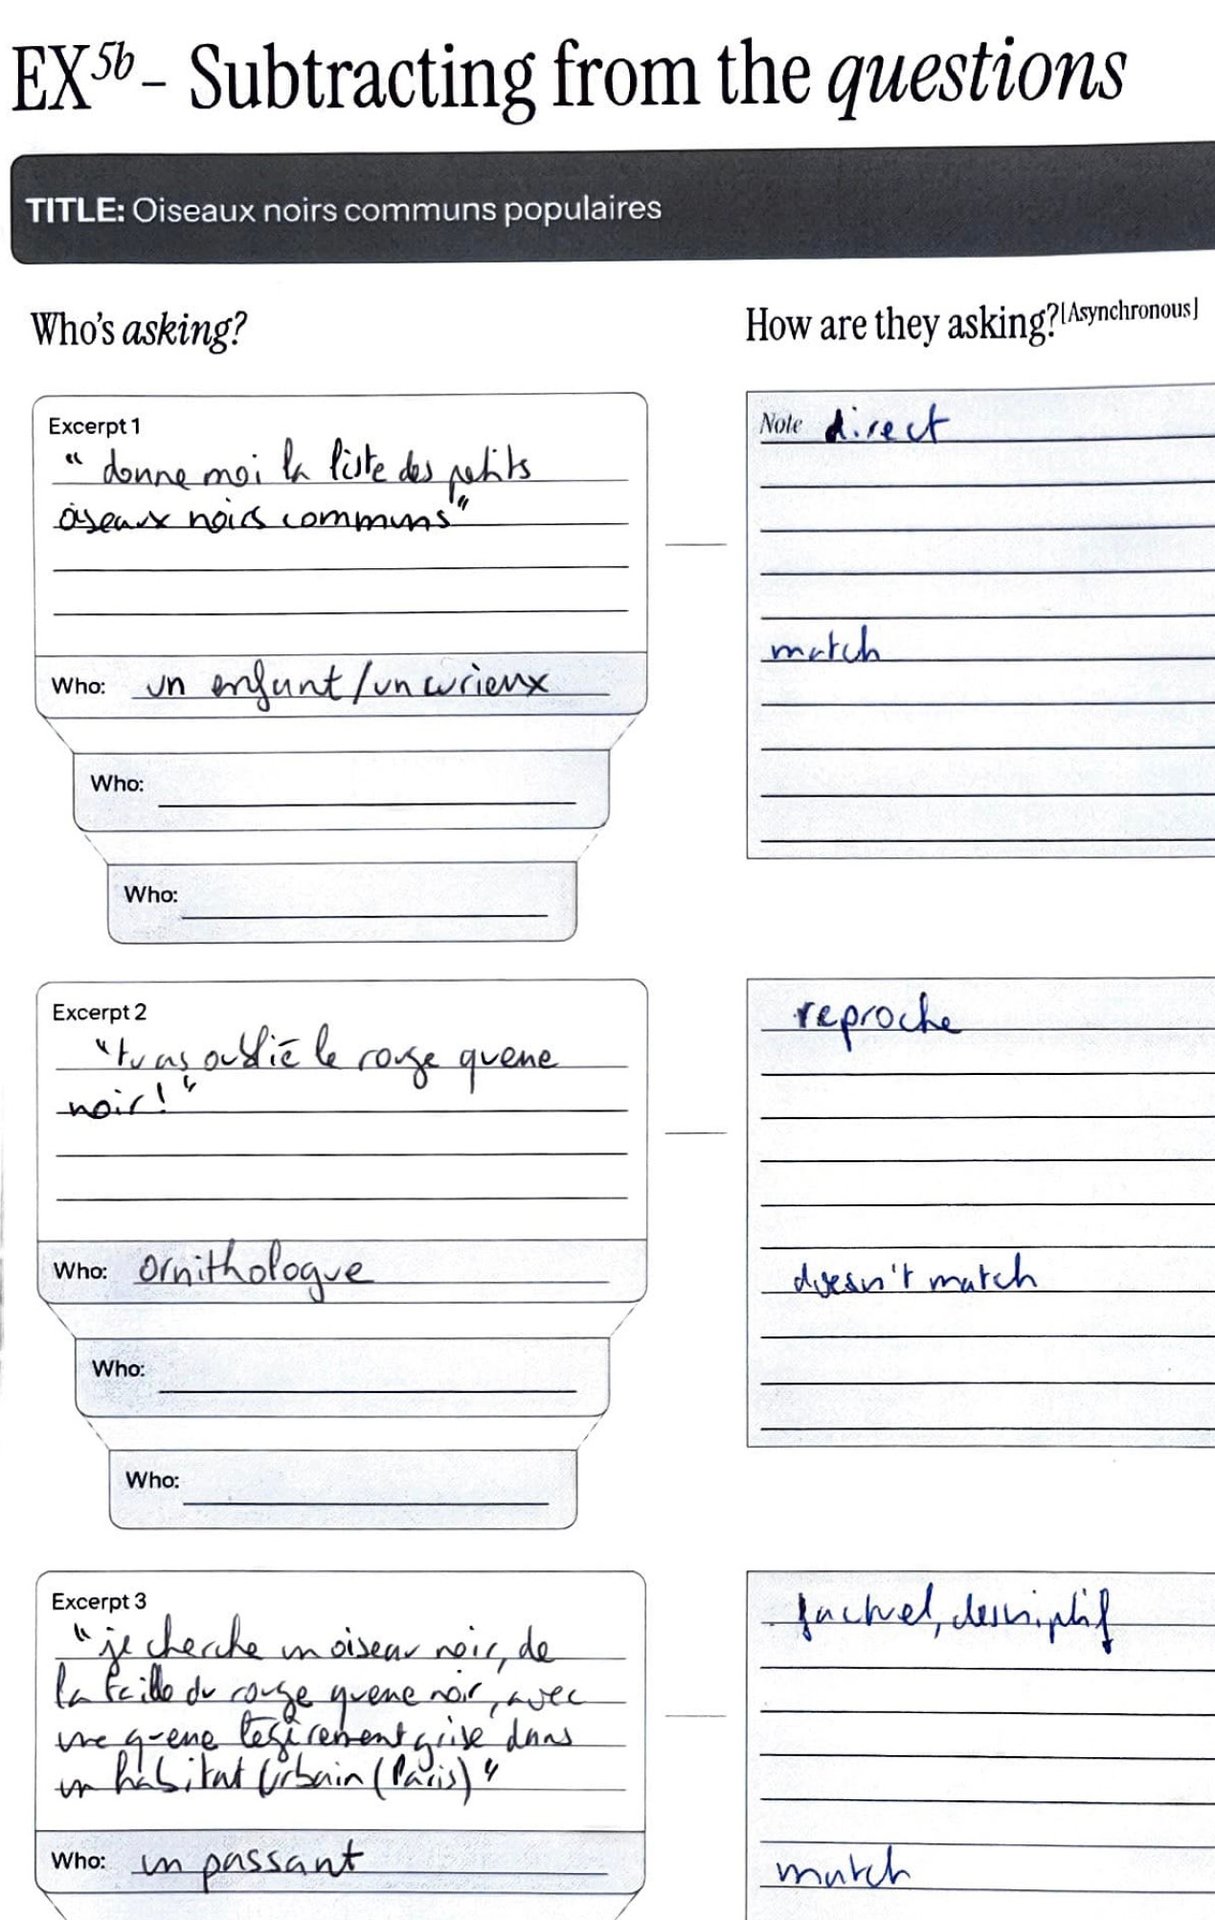 EX5b – Subtracting from the questions
TITLE: Oiseaux noirs communs populaires
Who's asking?
How are they asking?[Asynchronous]
Excerpt 1
"donne moi la liste des petits
oiseaux noirs communs"
Who: un enfant/un curieux
Who:
Who:
Note direct
match
Excerpt 2
"tu as oublié le rouge queue
noir!"
Who: Ornithologue
Who:
Who:
reproche
doesn't match
Excerpt 3
"je cherche un oiseau noir, de
la taille du rouge queue noir, avec
une queue légèrement grise dans
un habitat Urbain (Paris)"
Who: un passant
factuel, descriptif
match